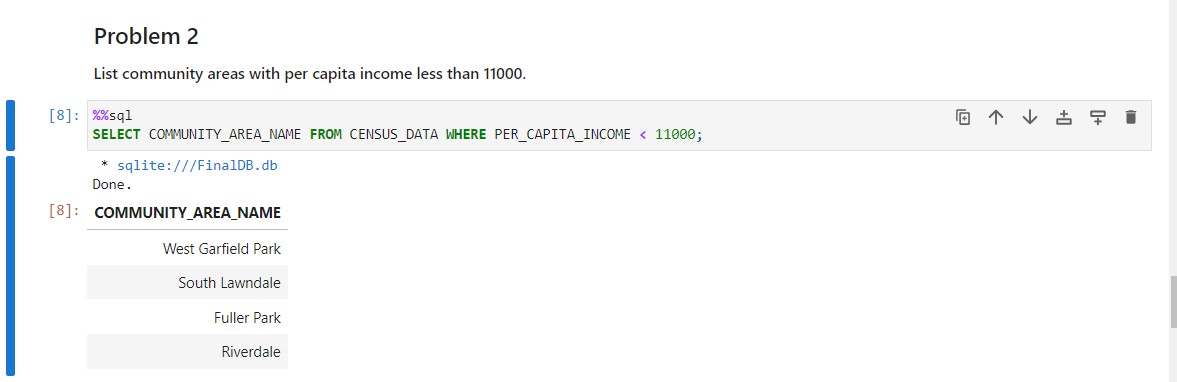 Problem 2
List community areas with per capita income less than 11000.
[8]: %%sql
SELECT COMMUNITY_AREA_NAME FROM CENSUS_DATA WHERE PER_CAPITA_INCOME < 11000;
* sqlite:///FinalDB.db
Done.
[8]: COMMUNITY_AREA_NAME
West Garfield Park
South Lawndale
Fuller Park
Riverdale